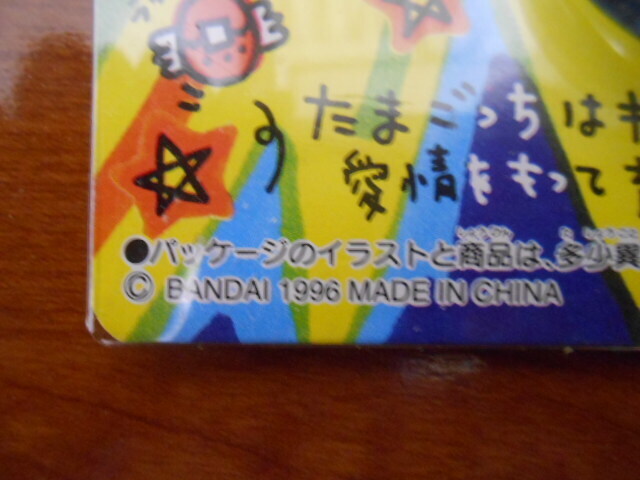 たまごっちは
愛情をもって
●パッケージのイラストと商品は、多少異
© BANDAI 1996 MADE IN CHINA